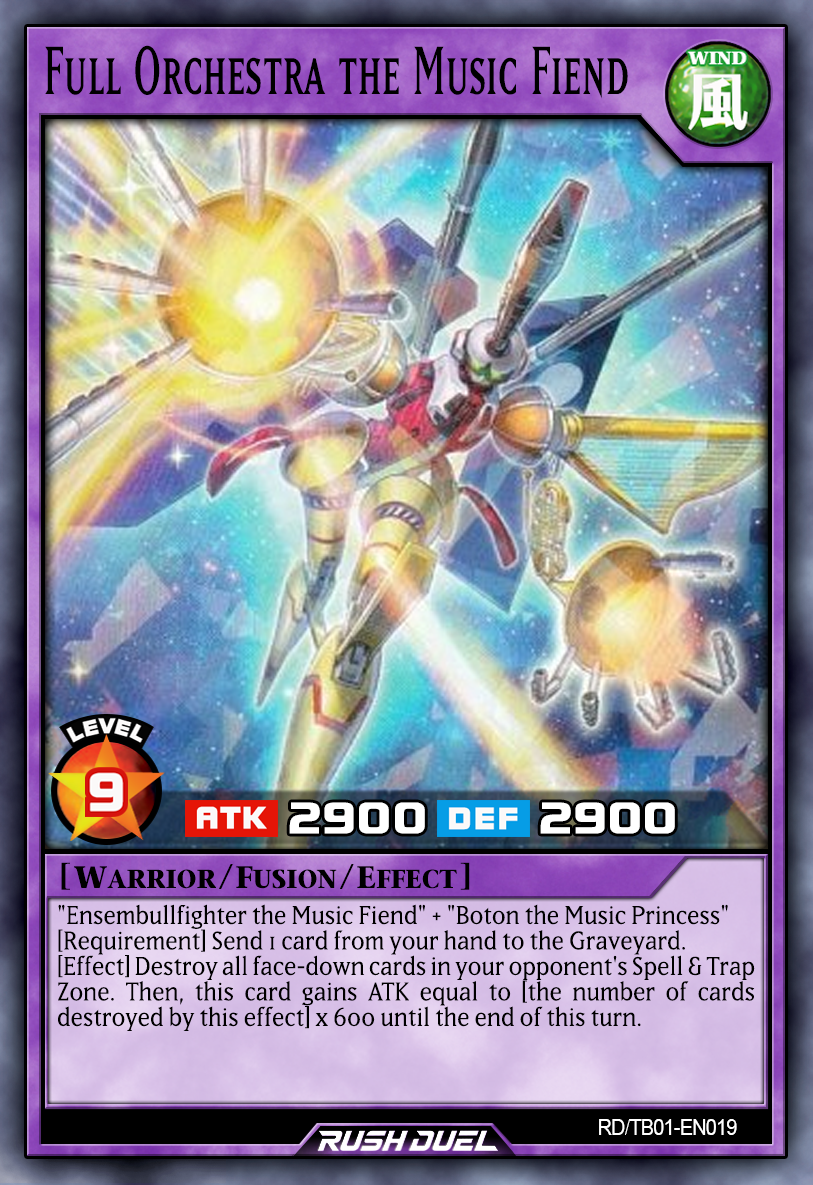 Full Orchestra the Music Fiend
WIND
風
LEVEL
9
ATK 2900 DEF 2900
[Warrior/Fusion/Effect]
"Ensembullfighter the Music Fiend" + "Boton the Music Princess"
[Requirement] Send 1 card from your hand to the Graveyard.
[Effect] Destroy all face-down cards in your opponent's Spell & Trap
Zone. Then, this card gains ATK equal to [the number of cards
destroyed by this effect] x 600 until the end of this turn.
RD/TB01-EN019
RUSH DUEL